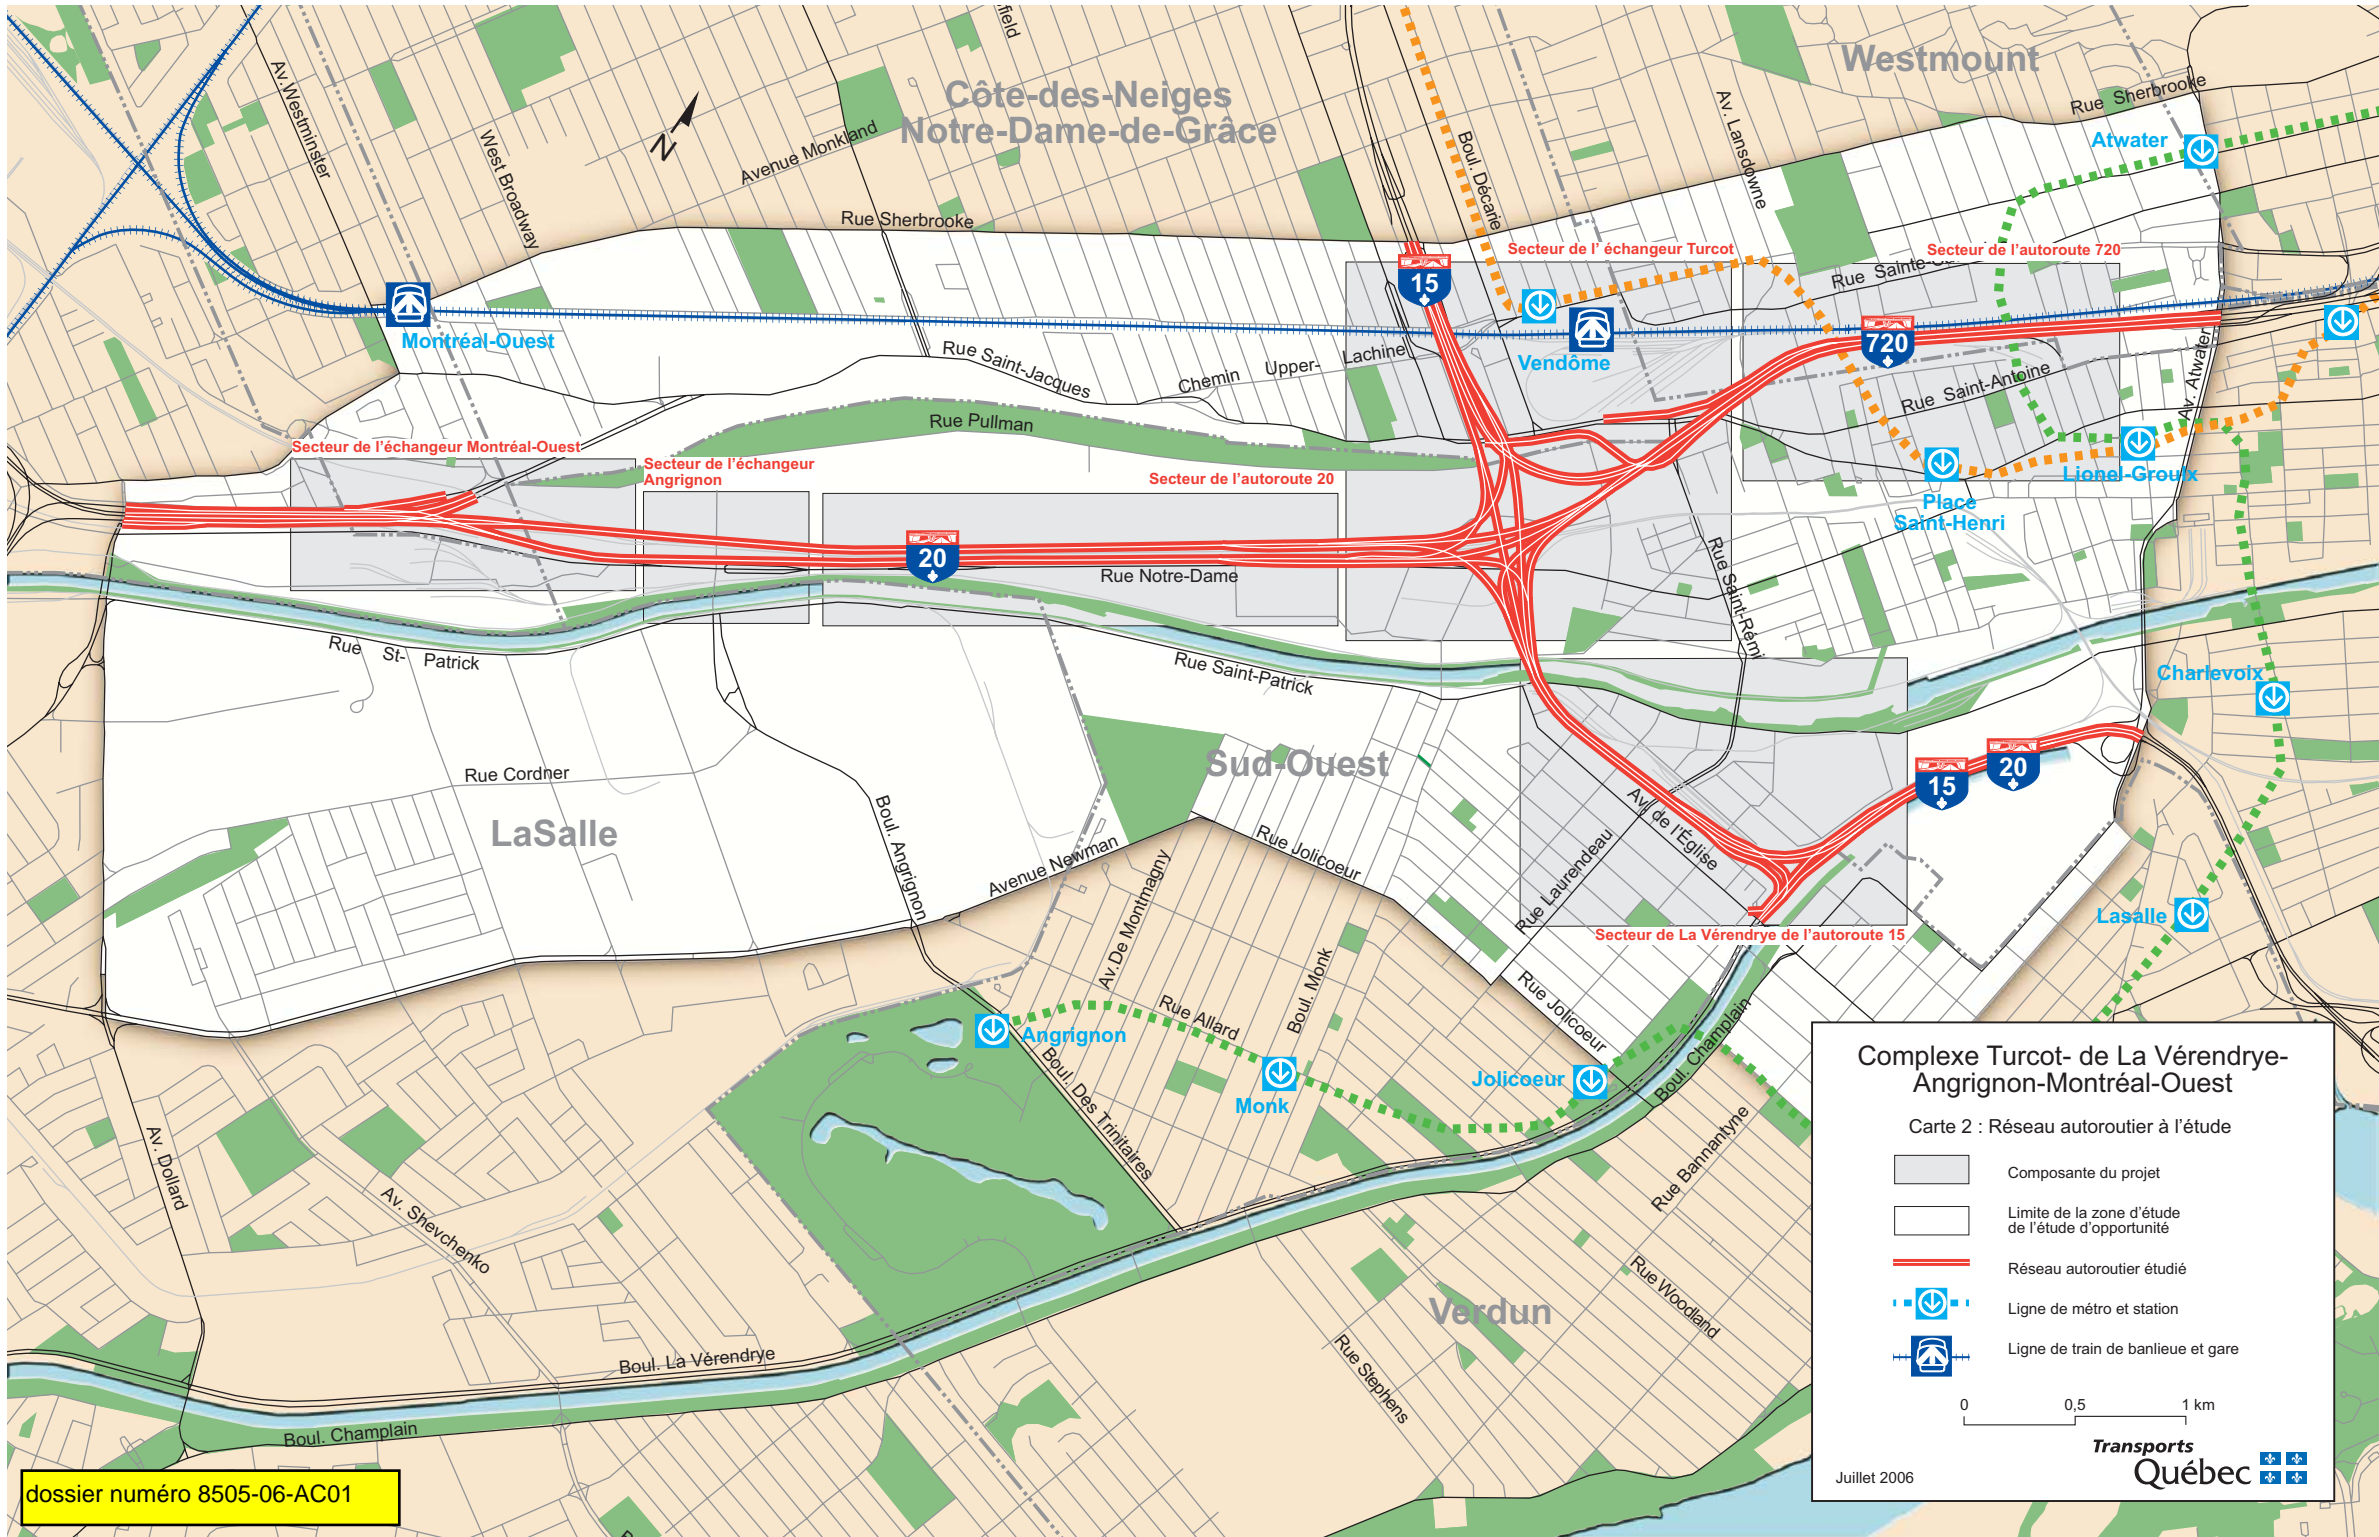 Westmount
Côte-des-Neiges
Notre-Dame-de-Grâce
Av. Westminster
West Broadway
Avenue Monkland
N
Boul. Décarie
Av. Lansdowne
Rue Sherbrooke
Atwater
Rue Sherbrooke
Secteur de l' échangeur Turcot
Secteur de l'autoroute 720
15
Montréal-Ouest
Vendôme
720
Rue Saint-Jacques
Chemin Upper- Lachine
Rue Saint-Antoine
Av. Atwater
Rue Pullman
Secteur de l'échangeur Montréal-Ouest
Secteur de l'échangeur
Angrignon
Secteur de l'autoroute 20
Lionel-Groulx
Place
Saint-Henri
20
Rue Notre-Dame
Rue Saint-Rémi
Rue St- Patrick
Rue Saint-Patrick
Charlevoix
Rue Cordner
Sud-Ouest
15
20
LaSalle
Boul. Angrignon
Avenue Newman
Rue Jolicoeur
Av. de l'Église
Rue Laurendeau
Av. De Montmagny
Lasalle
Secteur de La Vérendrye de l'autoroute 15
Boul. Monk
Rue Allard
Rue Jolicoeur
Angrignon
Boul. Des Trinitaires
Monk
Jolicoeur
Boul. Champlain
Rue Bannantyne
Av. Dollard
Av. Shevchenko
Verdun
Rue Woodland
Rue Stephens
Boul. La Vérendrye
Boul. Champlain
Complexe Turcot- de La Vérendrye-
Angrignon-Montréal-Ouest
Carte 2 : Réseau autoroutier à l'étude
Composante du projet
Limite de la zone d'étude
de l'étude d'opportunité
Réseau autoroutier étudié
Ligne de métro et station
Ligne de train de banlieue et gare
0 0,5 1 km
Transports
Québec
Juillet 2006
dossier numéro 8505-06-AC01